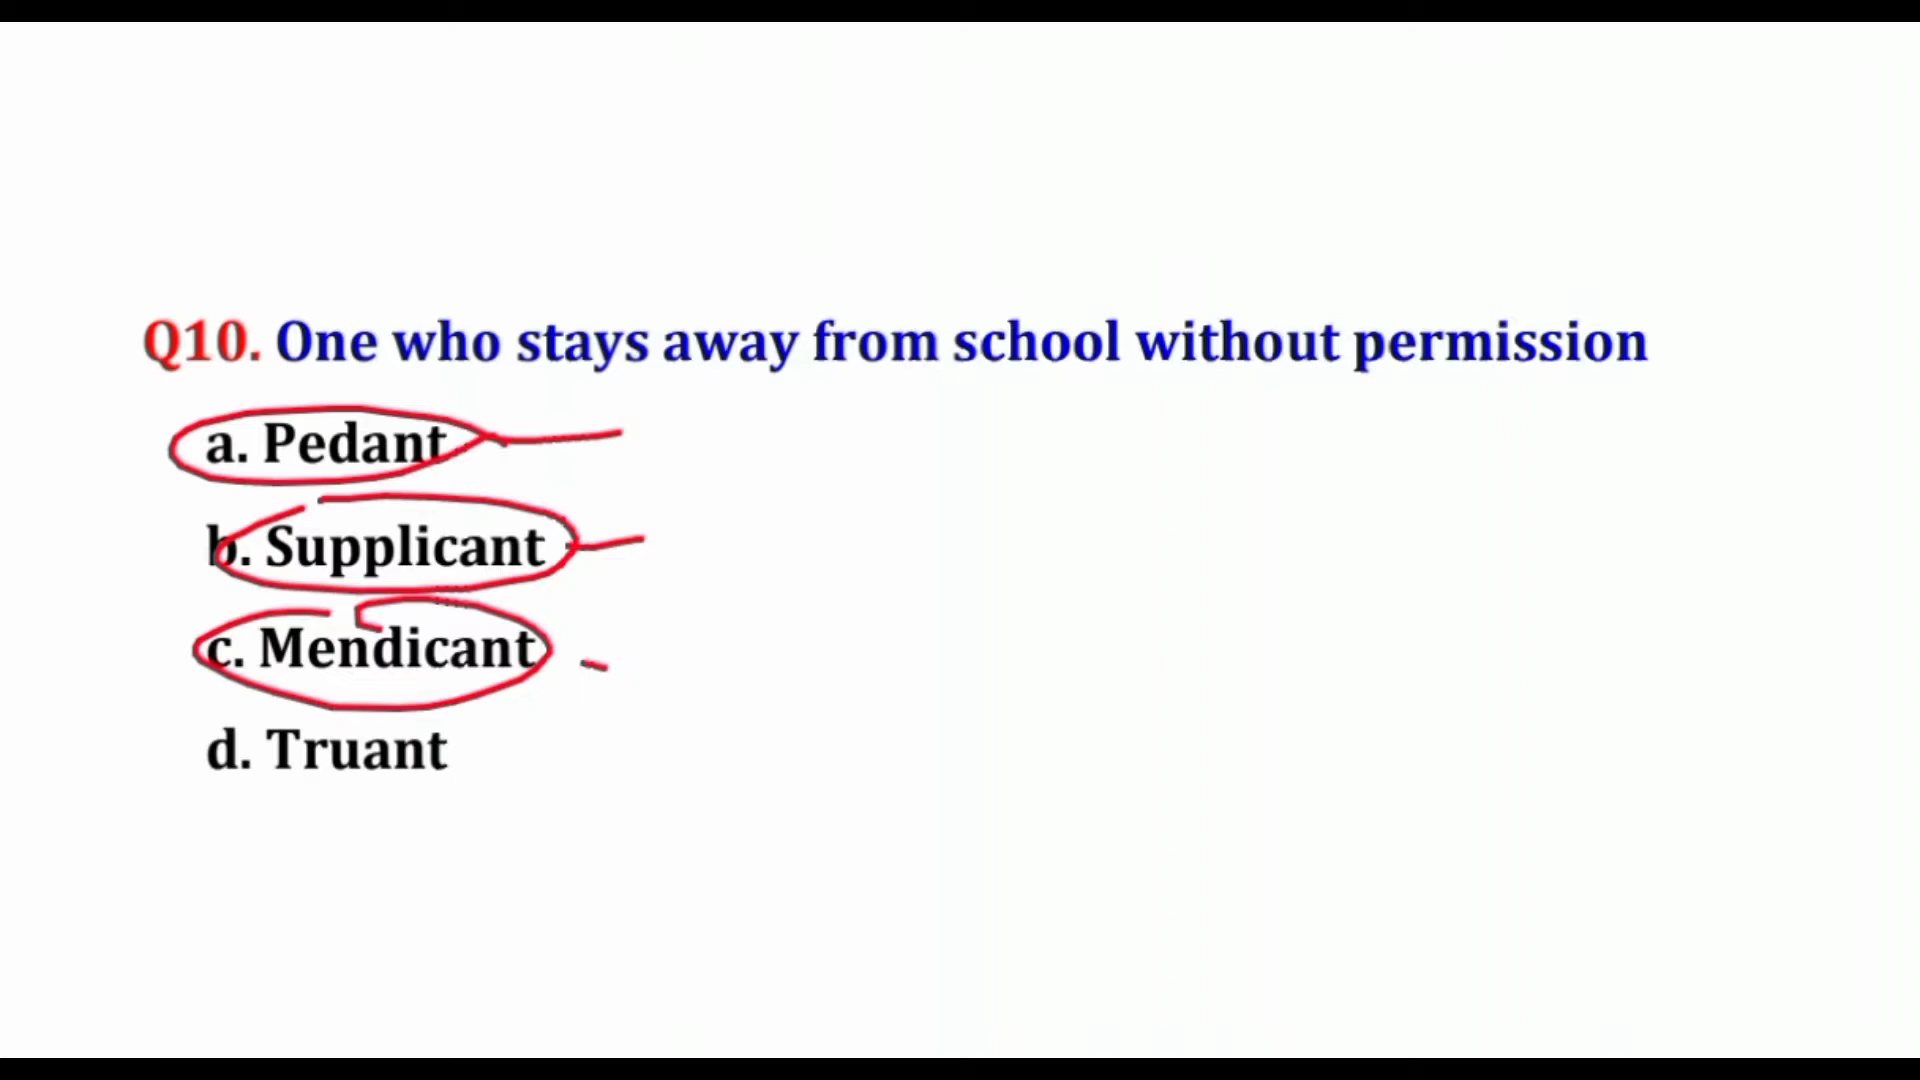 Q10. One who stays away from school without permission
a. Pedant
b. Supplicant
c. Mendicant
d. Truant